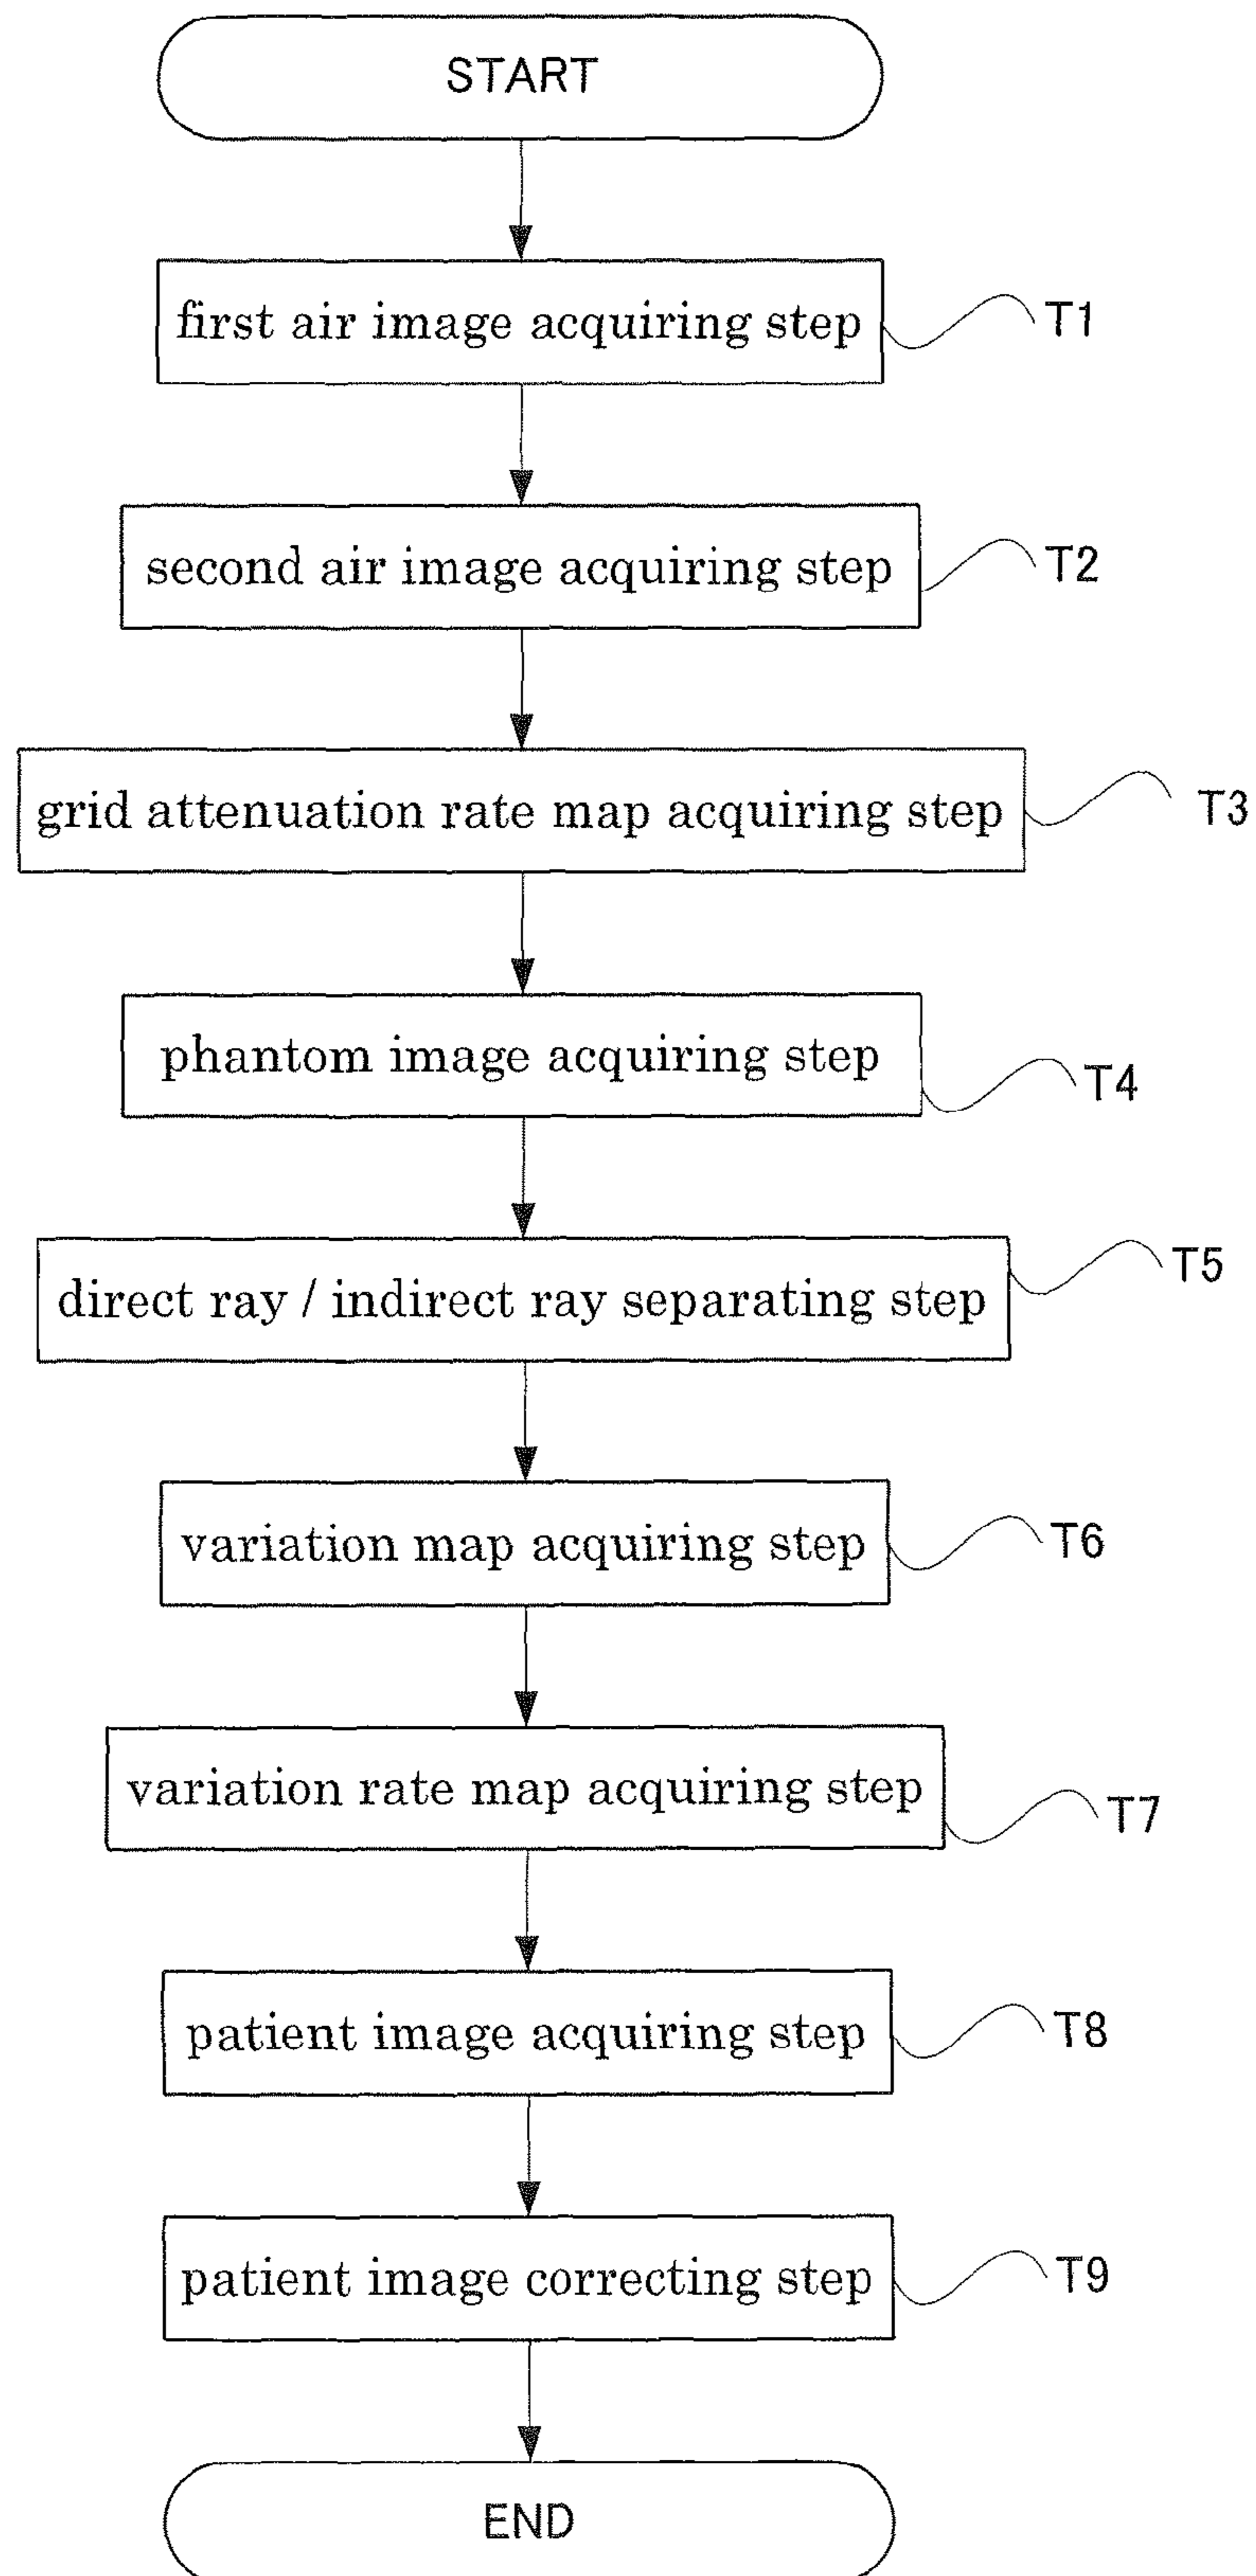 START
first air image acquiring step
T1
second air image acquiring step
T2
grid attenuation rate map acquiring step
T3
phantom image acquiring step
T4
direct ray / indirect ray separating step
T5
variation map acquiring step
T6
variation rate map acquiring step
T7
patient image acquiring step
T8
patient image correcting step
T9
END